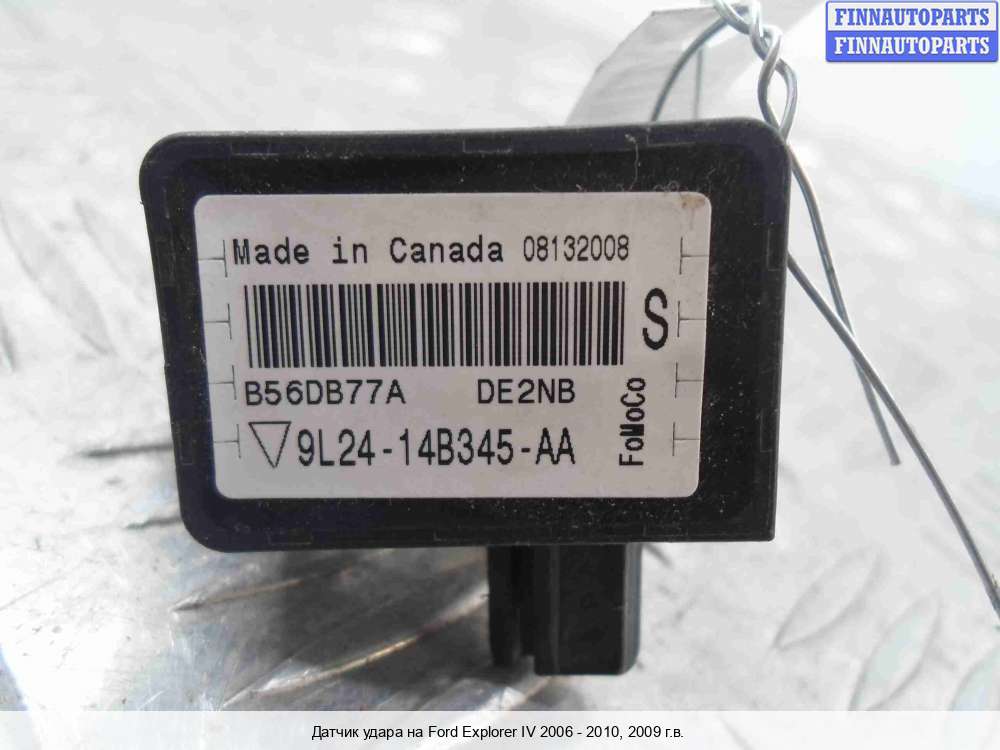 FINNAUTOPARTS
FINNAUTOPARTS
Made in Canada 08132008
S
B56DB77A DE2NB
9L24-14B345-AA
FoMoCo
Датчик удара на Ford Explorer IV 2006 - 2010, 2009 г.в.